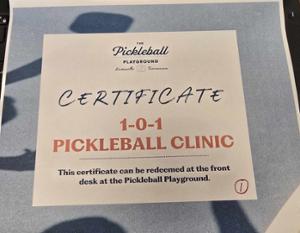 THE
Pickleball
PLAYGROUND
CERTIFICATE
1-0-1
PICKLEBALL CLINIC
This certificate can be redeemed at the front
desk at the Pickleball Playground.
1